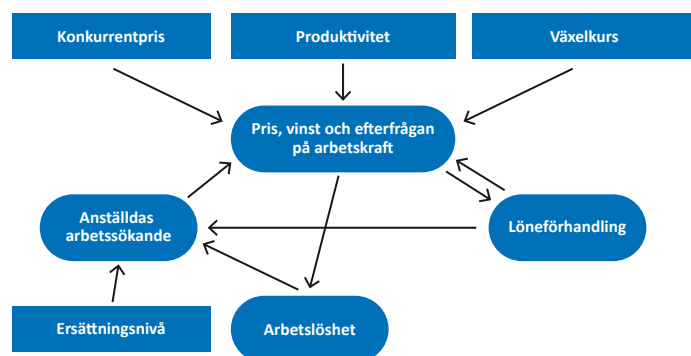 Konkurrentpris
Produktivitet
Växelkurs
Pris, vinst och efterfrågan
på arbetskraft
Anställdas
arbetssökande
Löneförhandling
Ersättningsnivå
Arbetslöshet